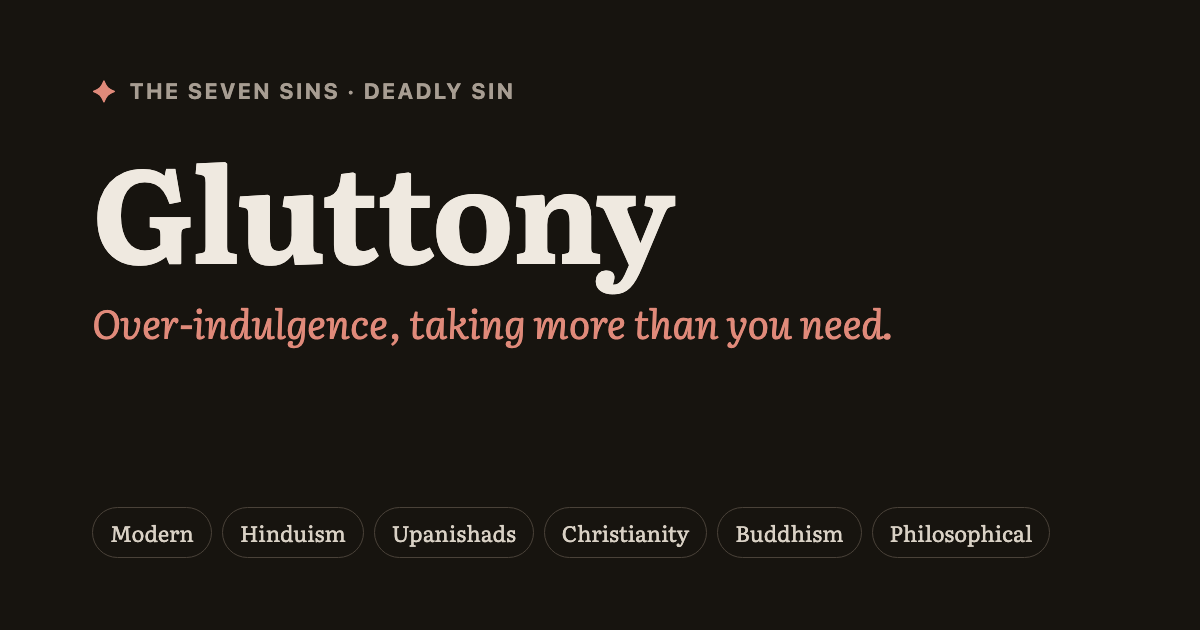 THE SEVEN SINS · DEADLY SIN
Gluttony
Over-indulgence, taking more than you need.
Modern Hinduism Upanishads Christianity Buddhism Philosophical